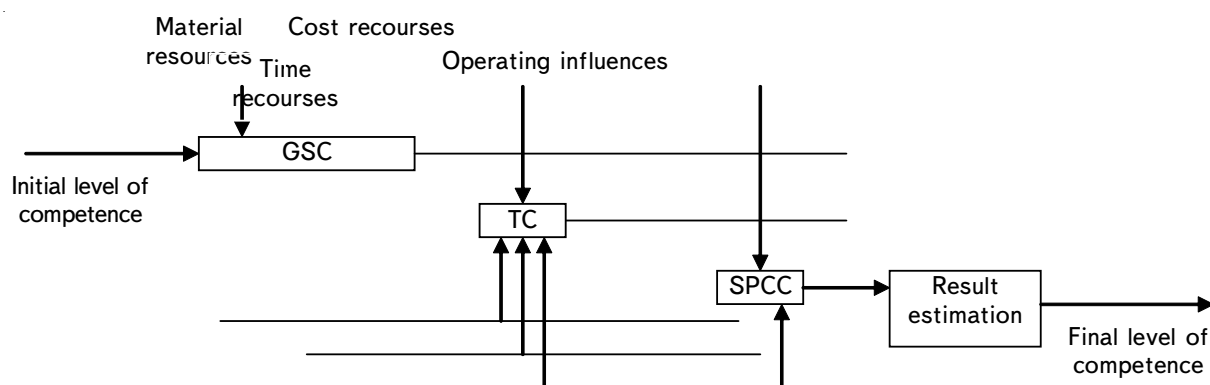 Material
resources
Cost recourses
Time
recourses
Operating influences
GSC
Initial level of
competence
TC
SPCC
Result
estimation
Final level of
competence